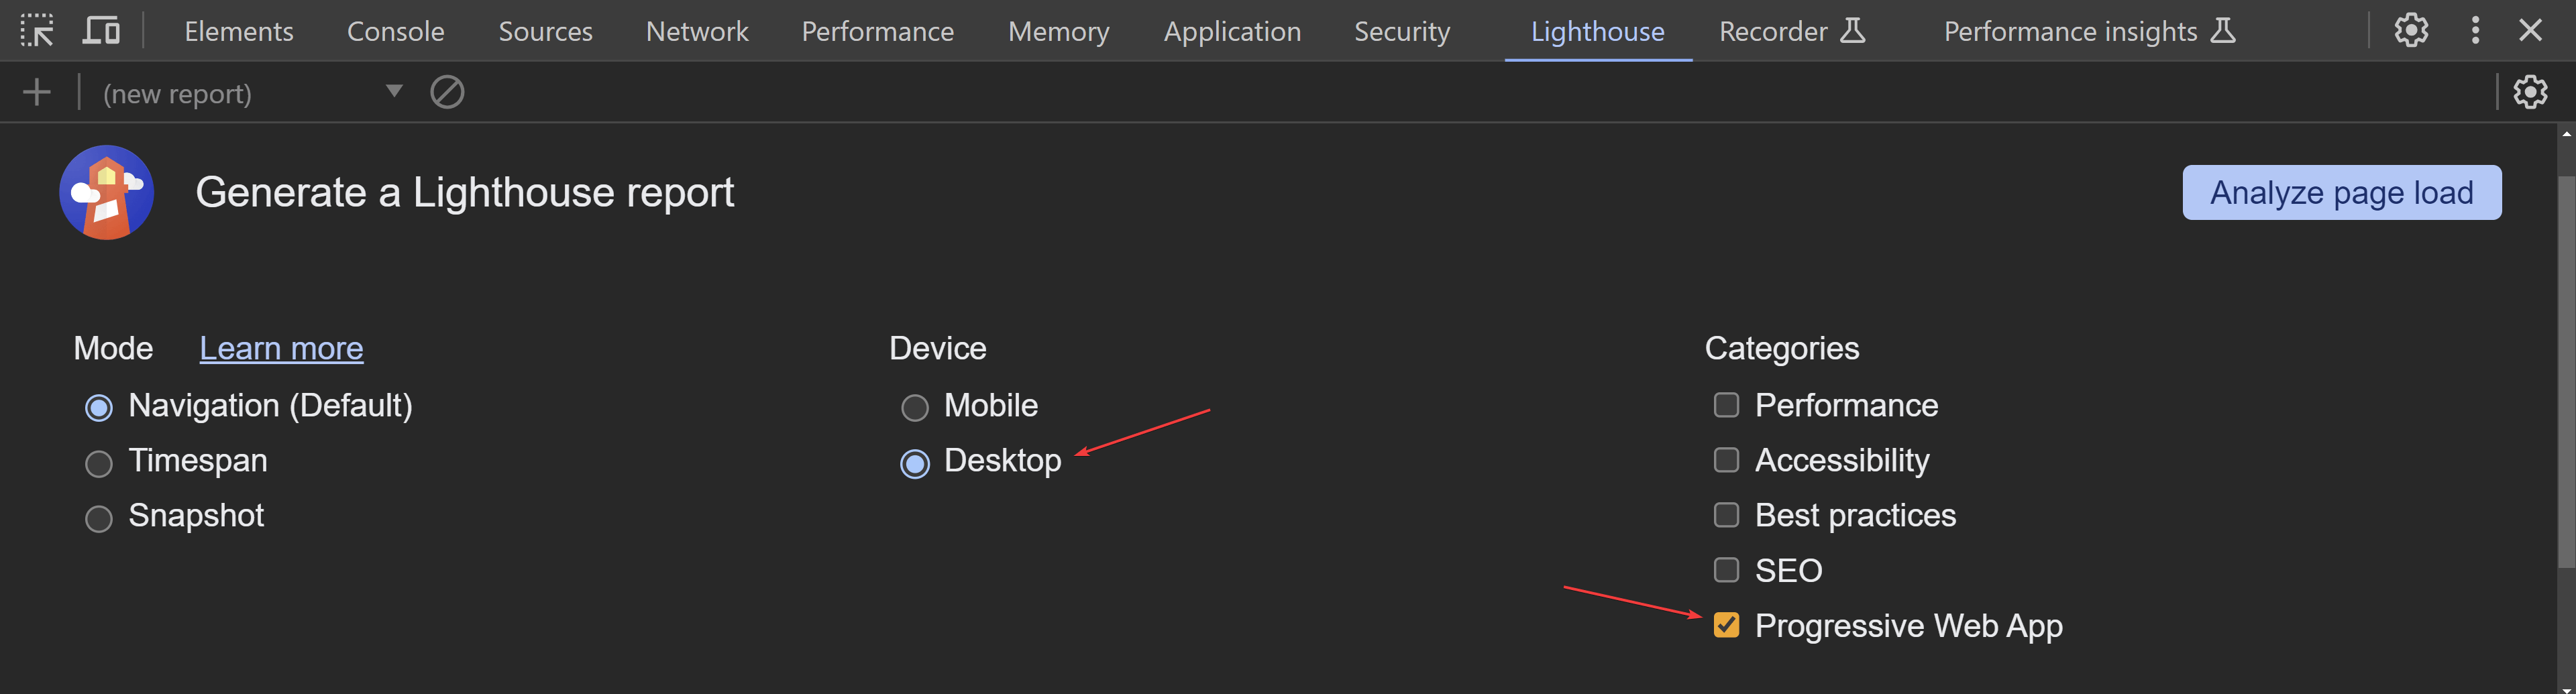 Elements Console Sources Network Performance Memory Application Security Lighthouse Recorder Performance insights
(new report)
Generate a Lighthouse report
Analyze page load
Mode Learn more
Navigation (Default)
Timespan
Snapshot
Device
Mobile
Desktop
Categories
Performance
Accessibility
Best practices
SEO
Progressive Web App